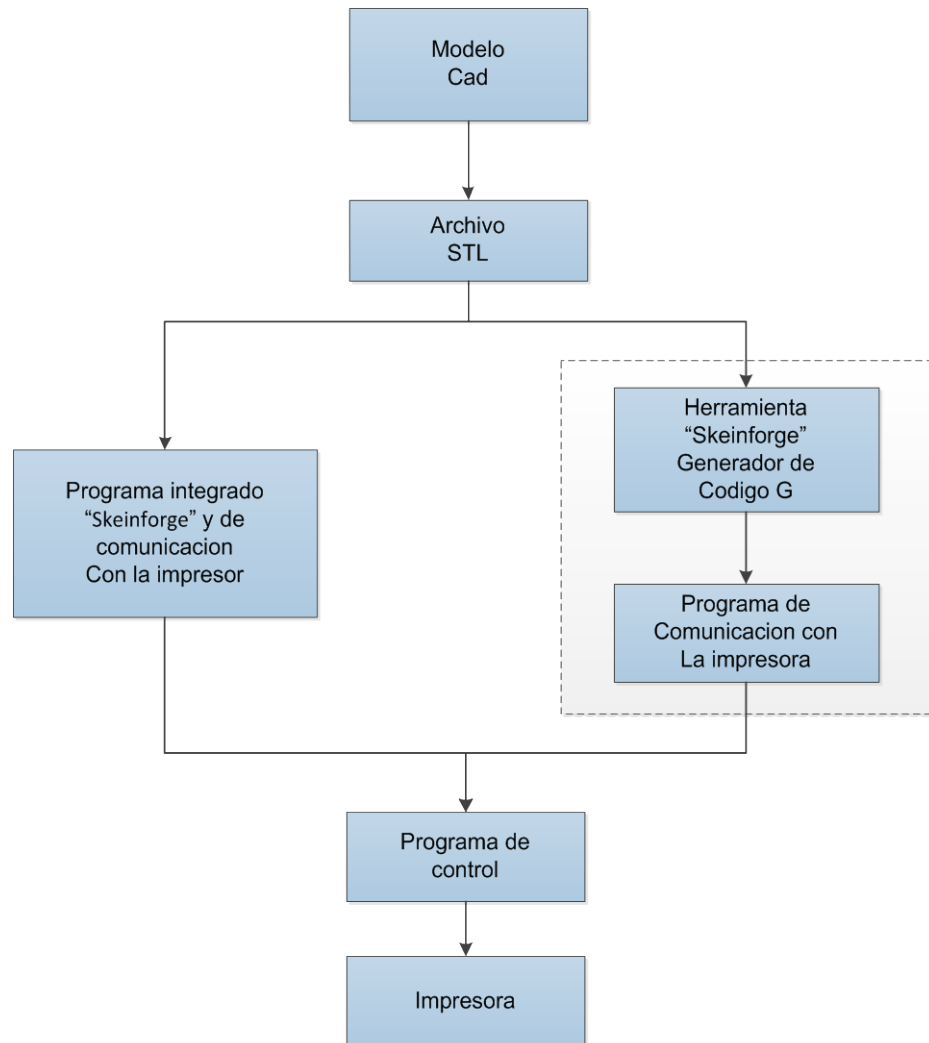 Modelo
Cad
Archivo
STL
Programa integrado
“Skeinforge” y de
comunicacion
Con la impresor
Herramienta
“Skeinforge”
Generador de
Codigo G
Programa de
Comunicacion con
La impresora
Programa de
control
Impresora